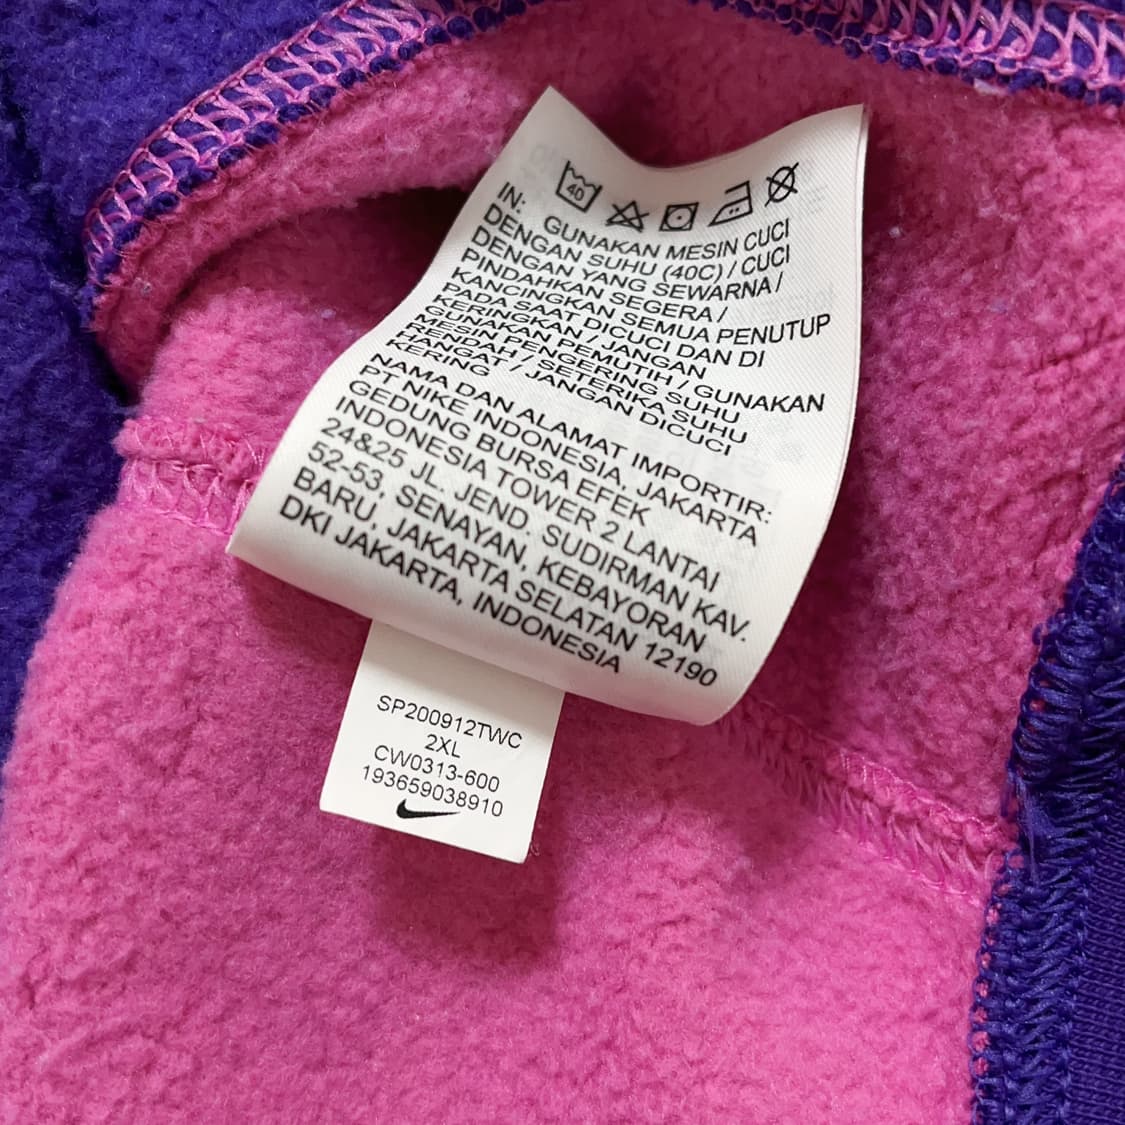 40
IN: GUNAKAN MESIN CUCI
DENGAN SUHU (40C) / CUCI
DENGAN YANG SEWARNA /
PINDAHKAN SEGERA /
KANCINGKAN SEMUA PENUTUP
PADA SAAT DICUCI DAN DI
KERINGKAN / JANGAN
GUNAKAN PEMUTIH / GUNAKAN
MESIN PENGERING SUHU
RENDAH / SETERIKA SUHU
HANGAT / JANGAN DICUCI
KERING
NAMA DAN ALAMAT IMPORTIR:
PT NIKE INDONESIA, JAKARTA
GEDUNG BURSA EFEK
INDONESIA TOWER 2 LANTAI
24&25 JL. JEND. SUDIRMAN KAV.
52-53, SENAYAN, KEBAYORAN
BARU, JAKARTA SELATAN 12190
DKI JAKARTA, INDONESIA
SP200912TWC
2XL
CW0313-600
193659038910